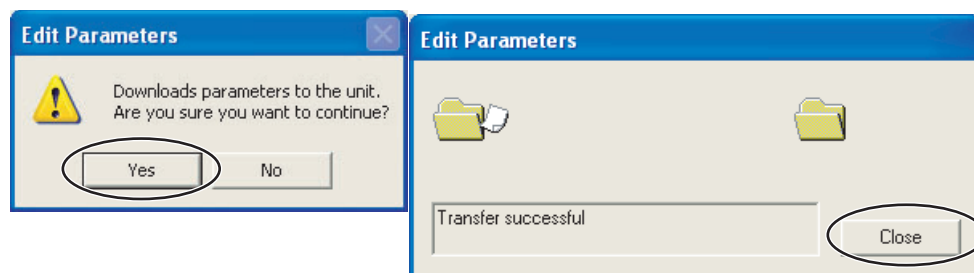 Edit Parameters
Downloads parameters to the unit.
Are you sure you want to continue?
Yes
No
Edit Parameters
Transfer successful
Close